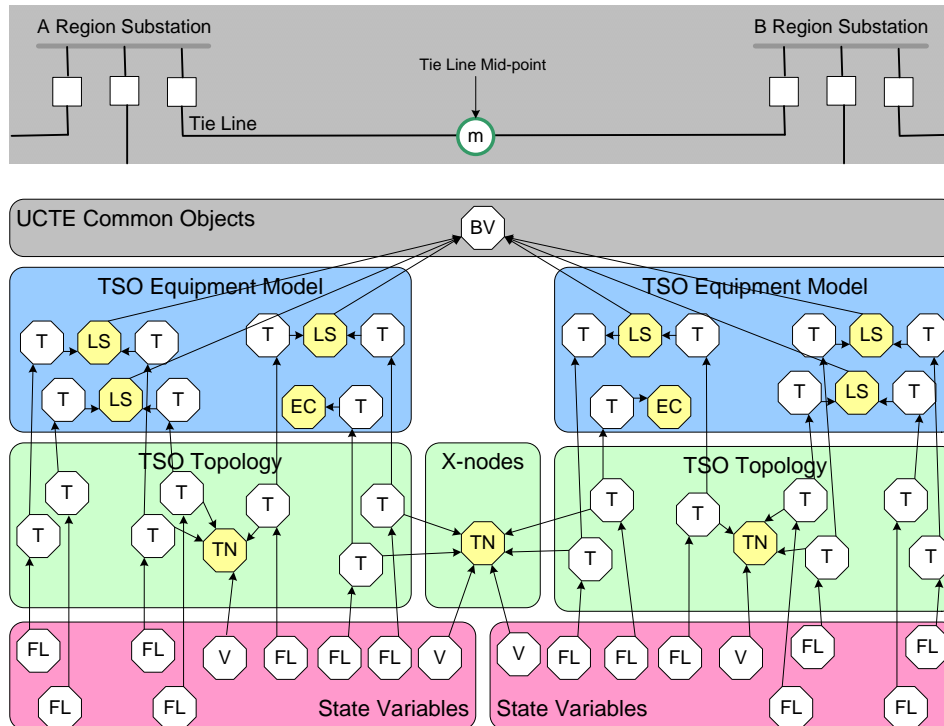 A Region Substation
B Region Substation
Tie Line Mid-point
Tie Line
m
UCTE Common Objects
BV
TSO Equipment Model
TSO Equipment Model
T LS T T LS T T LS T T LS T
T LS T EC T T EC T LS T
TSO Topology
X-nodes
TSO Topology
T T T T T T T T
T TN T TN T TN T T
FL FL V FL FL FL V V FL FL FL V FL FL
FL FL FL FL
State Variables
State Variables